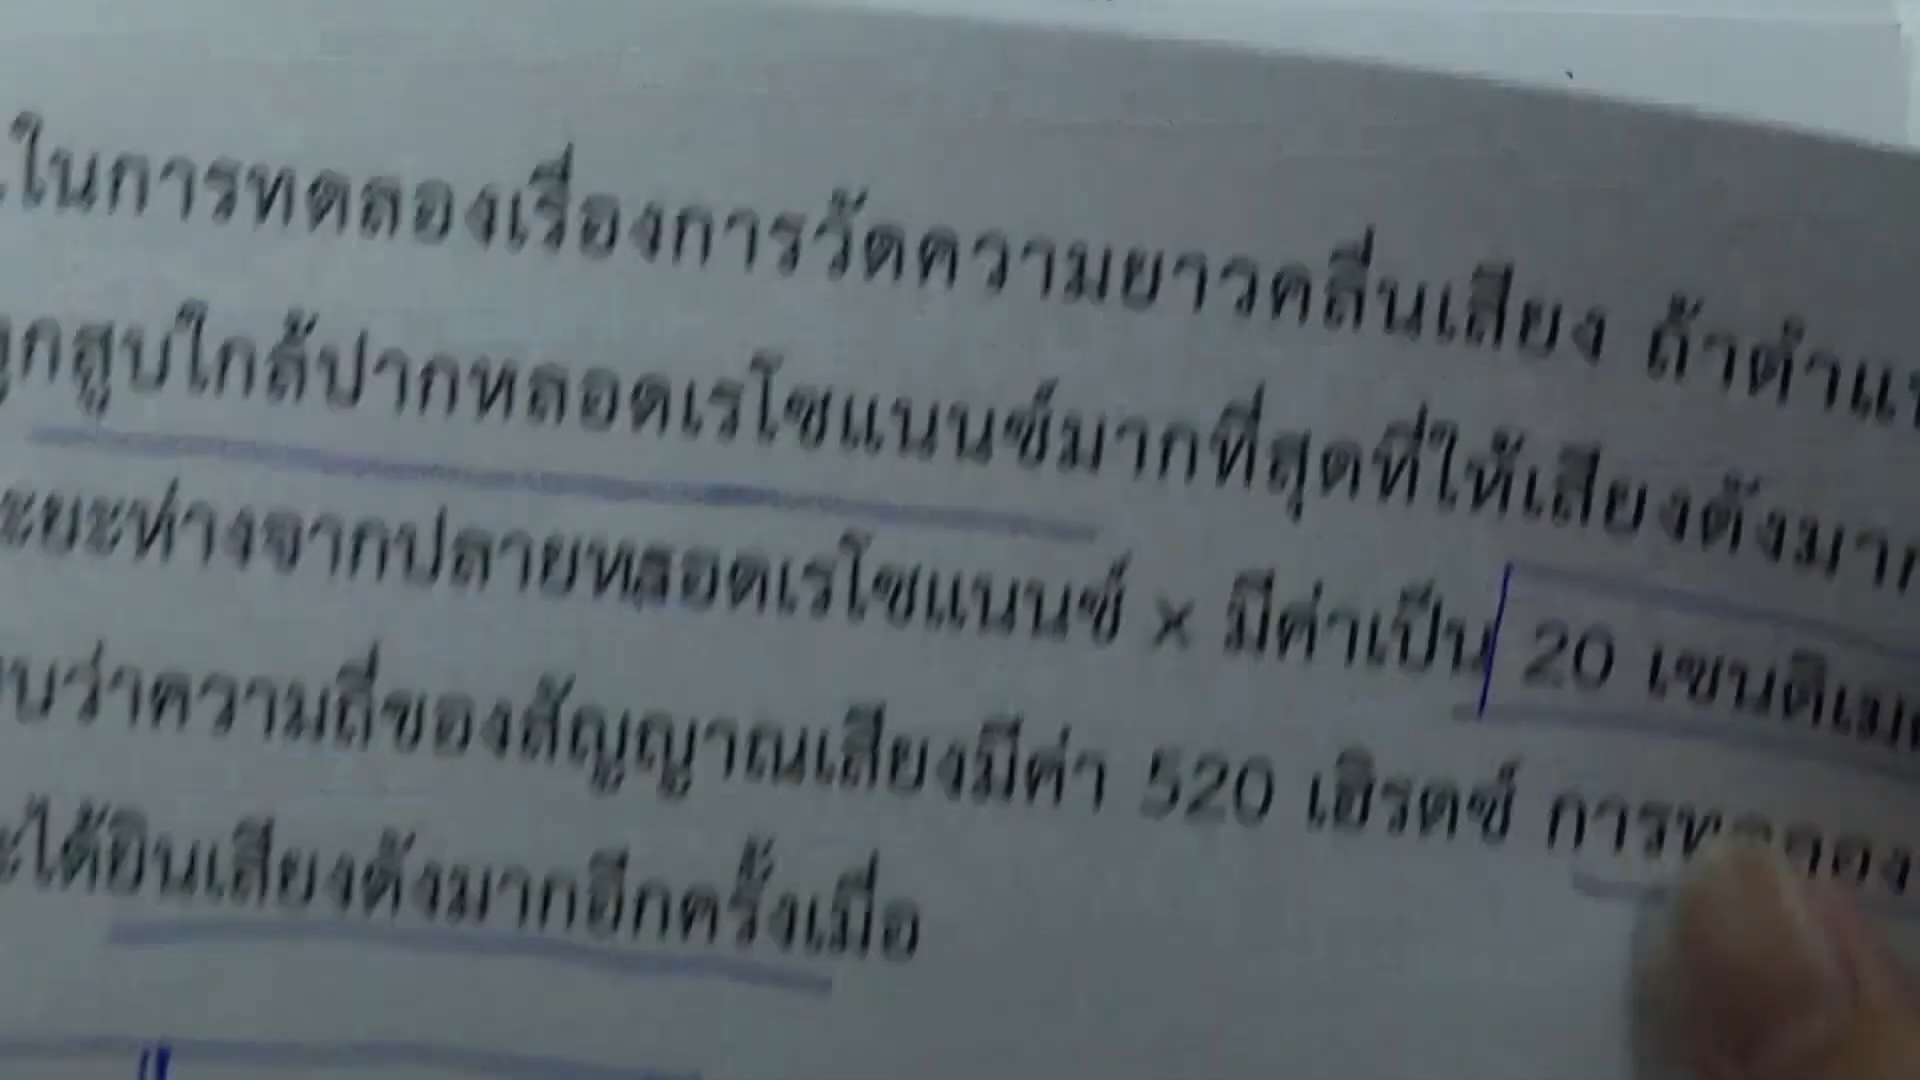 ในการทดลองเรื่องการวัดความยาวคลื่นเสียง ถ้าตำแ
ลูกสูบใกล้ปากหลอดเรโซแนนซ์มากที่สุดที่ให้เสียงดังมาก
ระยะห่างจากปลายหลอดเรโซแนนซ์ x มีค่าเป็น 20 เซนติเม
บว่าความถี่ของสัญญาณเสียงมีค่า 520 เฮิรตซ์ การทดลอง
ะได้ยินเสียงดังมากอีกครั้งเมื่อ